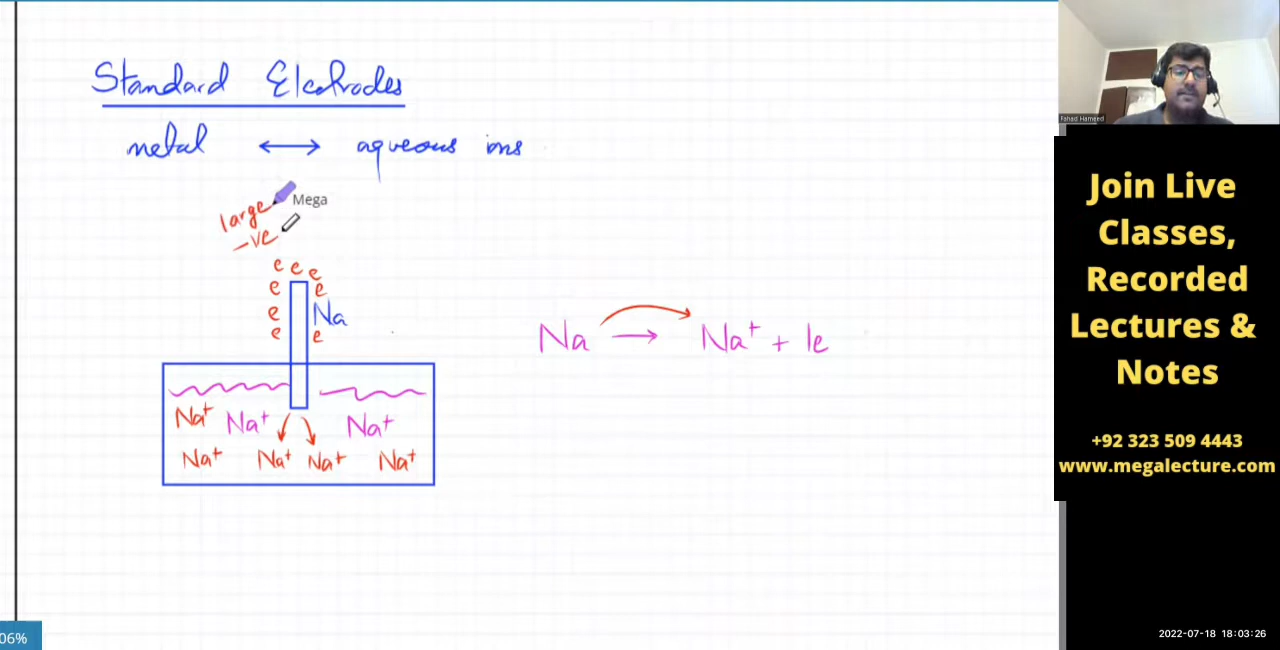 Standard Electrodes
metal ⟷ aqueous ions
large
-ve
Mega
e e e
e e
e Na
e e
Na → Na⁺ + 1e
Na⁺ Na⁺ Na⁺
Na⁺ Na⁺ Na⁺ Na⁺
06%
Fahad Hameed
Join Live
Classes,
Recorded
Lectures &
Notes
+92 323 509 4443
www.megalecture.com
2022-07-18 18:03:26